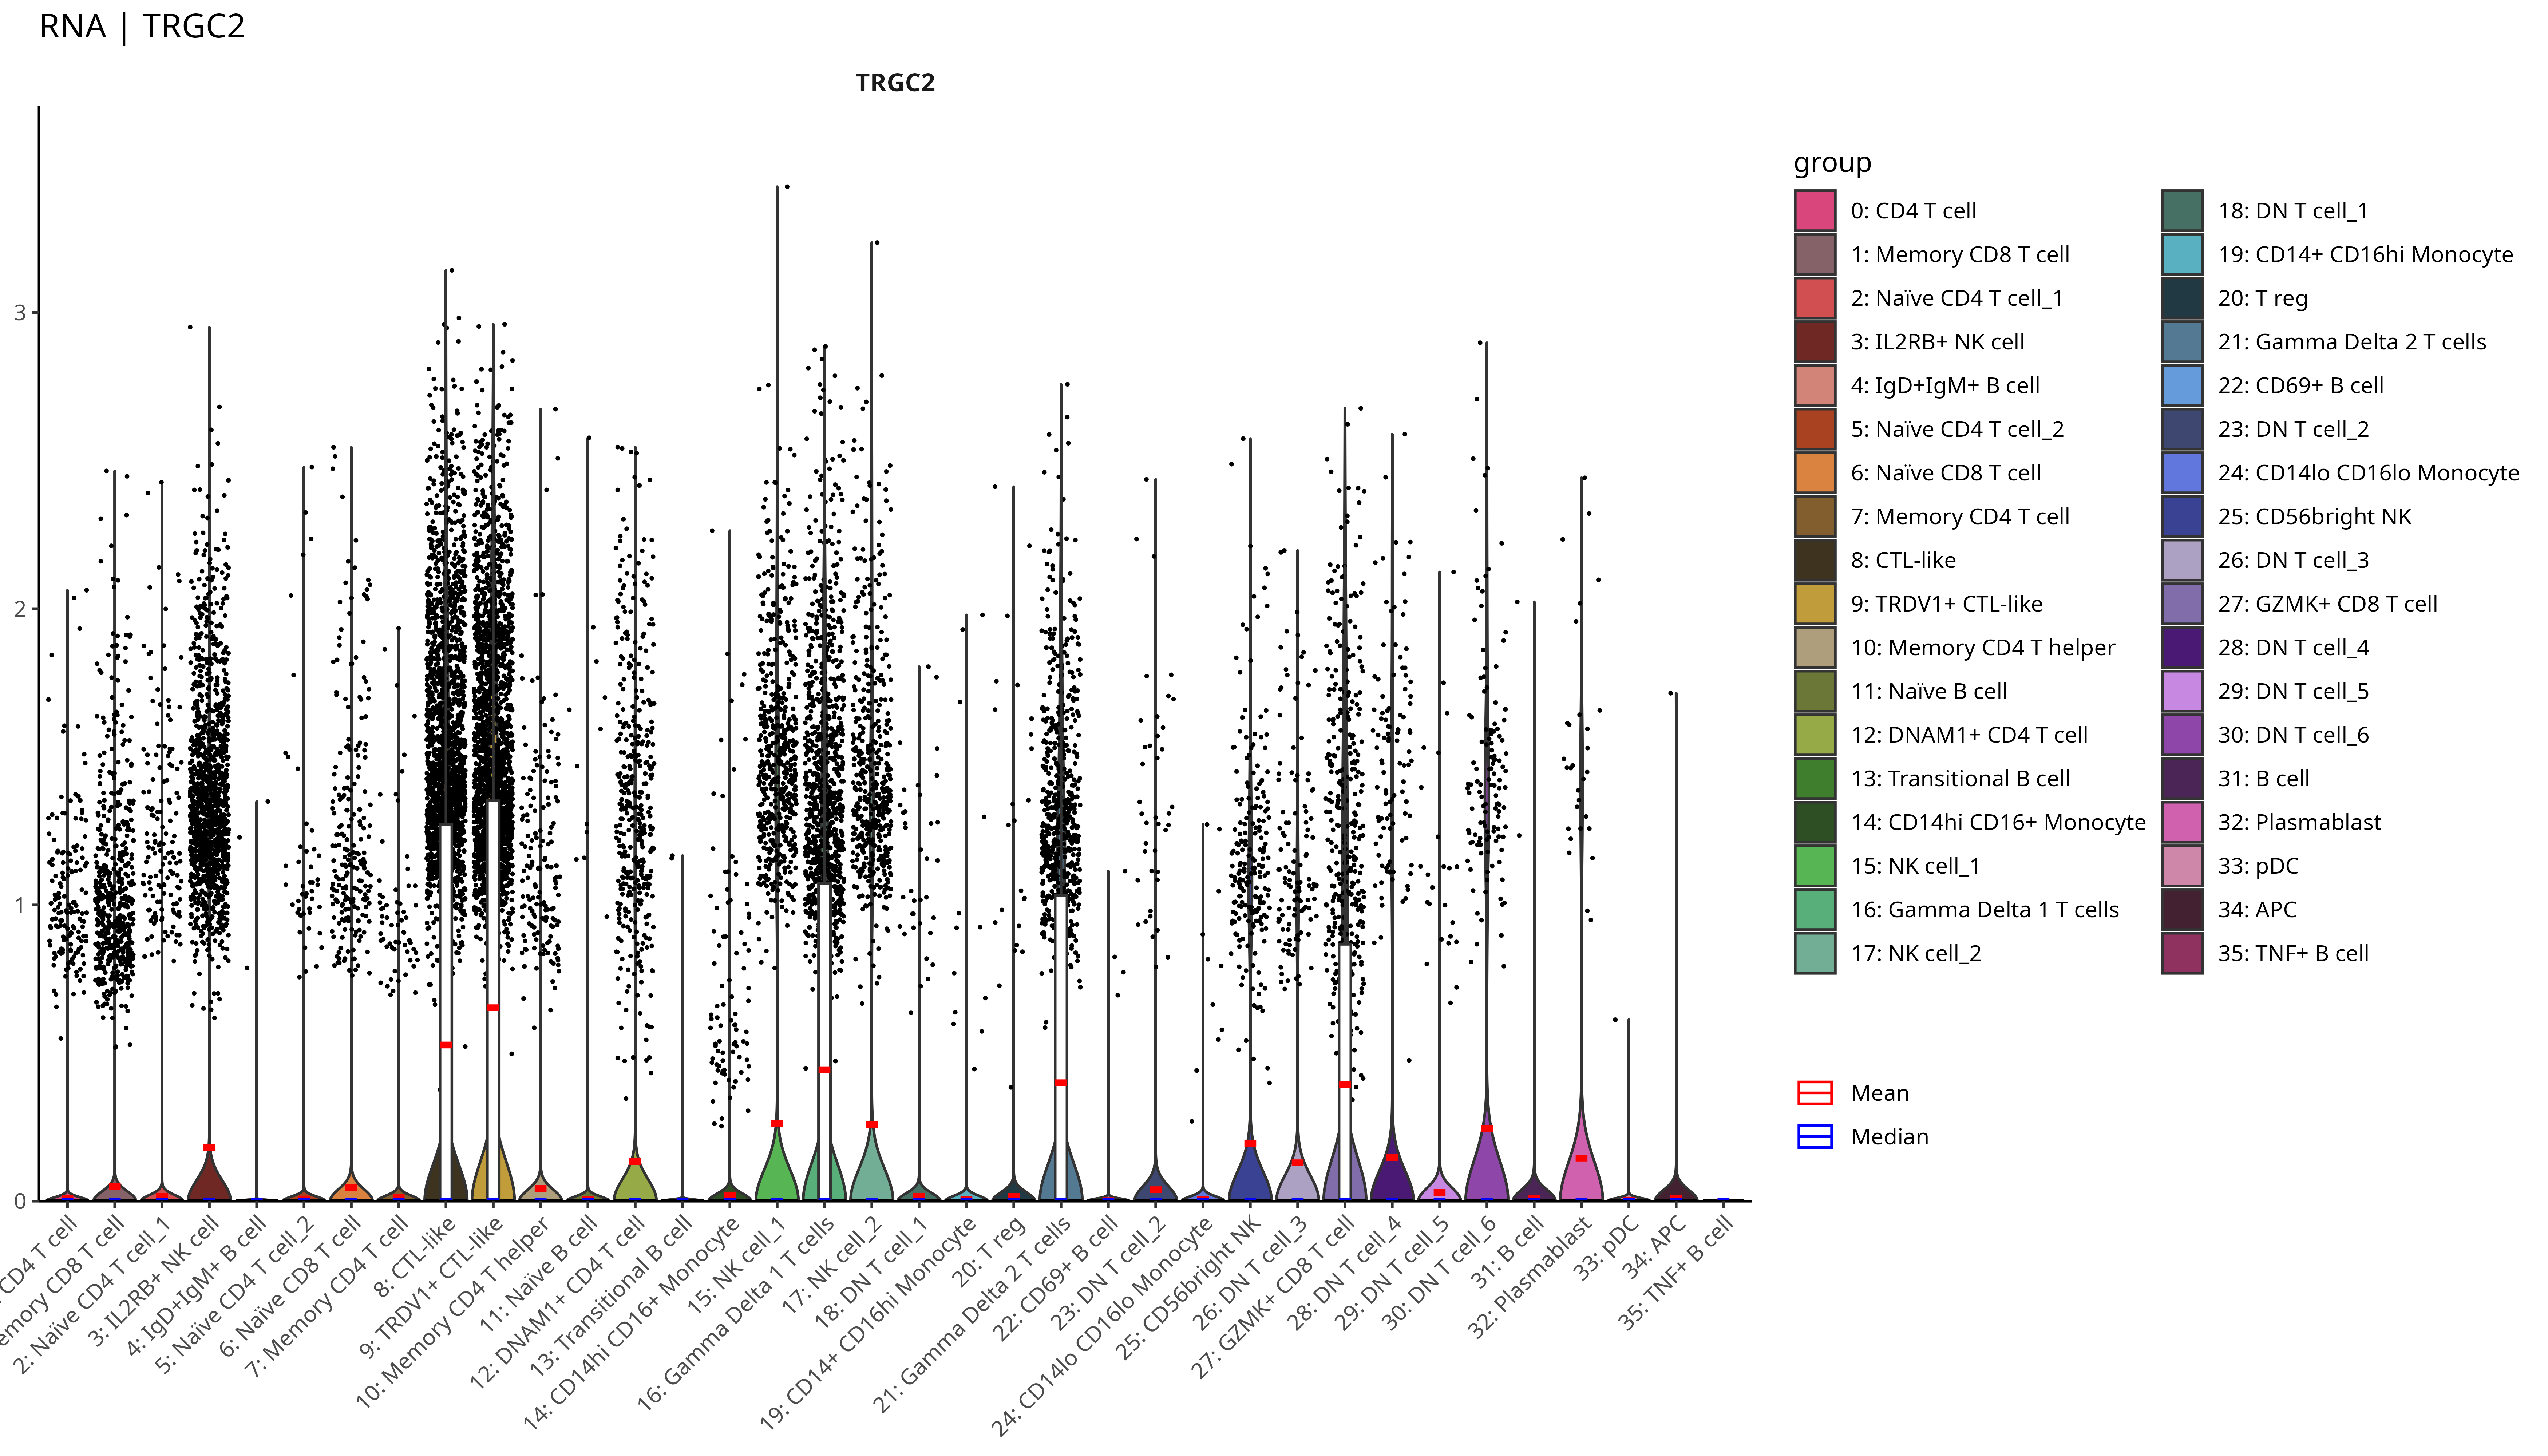 RNA | TRGC2
TRGC2
3
2
1
0
CD4 T cell
emory CD8 T cell
2: Naïve CD4 T cell_1
3: IL2RB+ NK cell
4: IgD+IgM+ B cell
5: Naïve CD4 T cell_2
6: Naïve CD8 T cell
7: Memory CD4 T cell
8: CTL-like
9: TRDV1+ CTL-like
10: Memory CD4 T helper
11: Naïve B cell
12: DNAM1+ CD4 T cell
13: Transitional B cell
14: CD14hi CD16+ Monocyte
15: NK cell_1
16: Gamma Delta 1 T cells
17: NK cell_2
18: DN T cell_1
19: CD14+ CD16hi Monocyte
20: T reg
21: Gamma Delta 2 T cells
22: CD69+ B cell
23: DN T cell_2
24: CD14lo CD16lo Monocyte
25: CD56bright NK
26: DN T cell_3
27: GZMK+ CD8 T cell
28: DN T cell_4
29: DN T cell_5
30: DN T cell_6
31: B cell
32: Plasmablast
33: pDC
34: APC
35: TNF+ B cell
group
0: CD4 T cell
1: Memory CD8 T cell
2: Naïve CD4 T cell_1
3: IL2RB+ NK cell
4: IgD+IgM+ B cell
5: Naïve CD4 T cell_2
6: Naïve CD8 T cell
7: Memory CD4 T cell
8: CTL-like
9: TRDV1+ CTL-like
10: Memory CD4 T helper
11: Naïve B cell
12: DNAM1+ CD4 T cell
13: Transitional B cell
14: CD14hi CD16+ Monocyte
15: NK cell_1
16: Gamma Delta 1 T cells
17: NK cell_2
18: DN T cell_1
19: CD14+ CD16hi Monocyte
20: T reg
21: Gamma Delta 2 T cells
22: CD69+ B cell
23: DN T cell_2
24: CD14lo CD16lo Monocyte
25: CD56bright NK
26: DN T cell_3
27: GZMK+ CD8 T cell
28: DN T cell_4
29: DN T cell_5
30: DN T cell_6
31: B cell
32: Plasmablast
33: pDC
34: APC
35: TNF+ B cell
Mean
Median